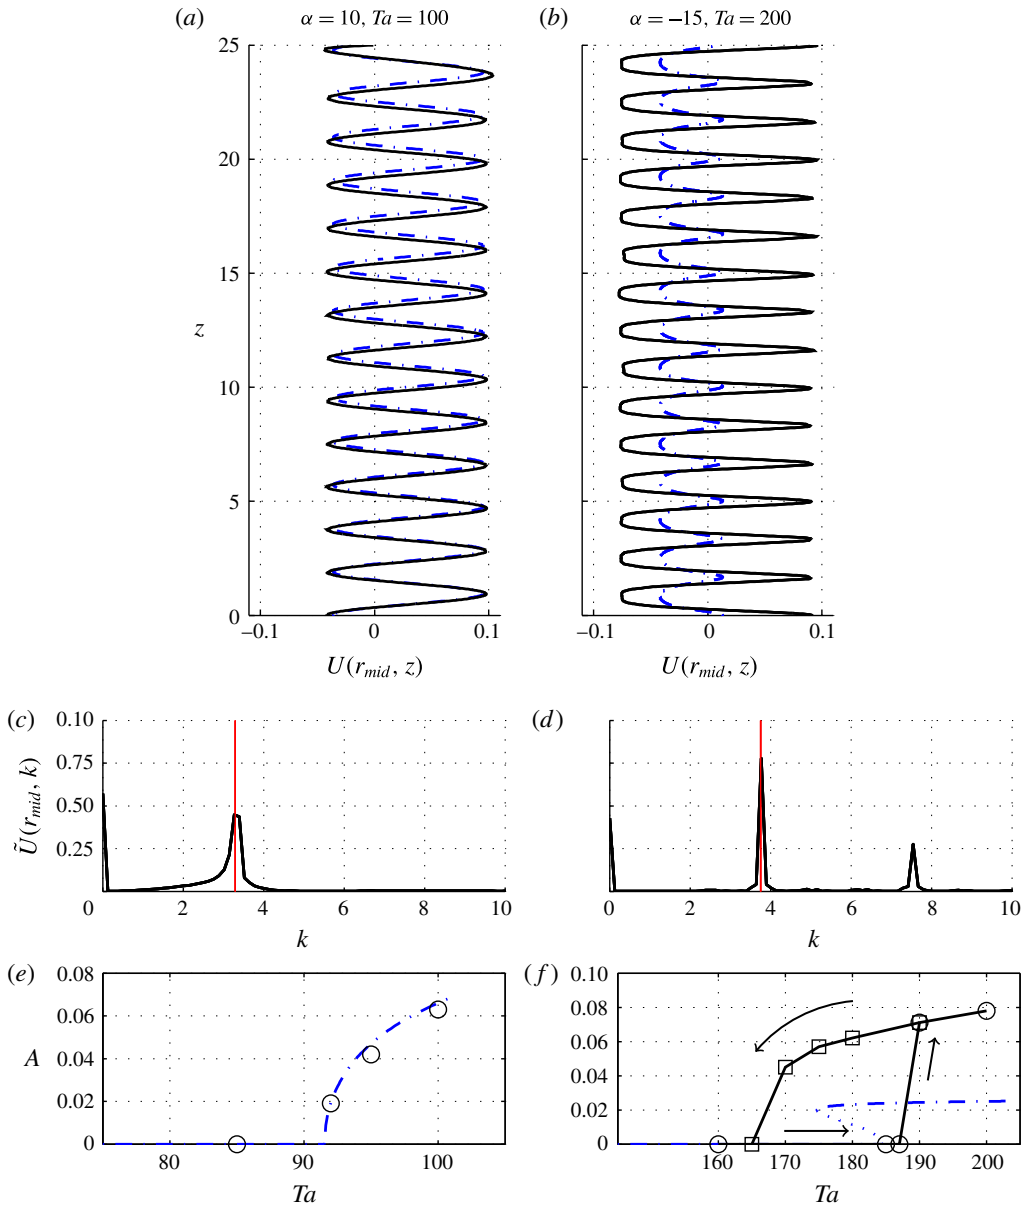 (a) α = 10, Ta = 100
(b) α = –15, Ta = 200
25
20
15
z
10
5
0
–0.1 0 0.1
–0.1 0 0.1
U(r_mid, z)
U(r_mid, z)
(c)
0.10
0.75
0.50
0.25
Ũ(r_mid, k)
0 2 4 6 8 10
k
(d)
0 2 4 6 8 10
k
(e)
0.08
0.06
A 0.04
0.02
0
80 90 100
Ta
(f)
0.10
0.08
0.06
0.04
0.02
0
160 170 180 190 200
Ta